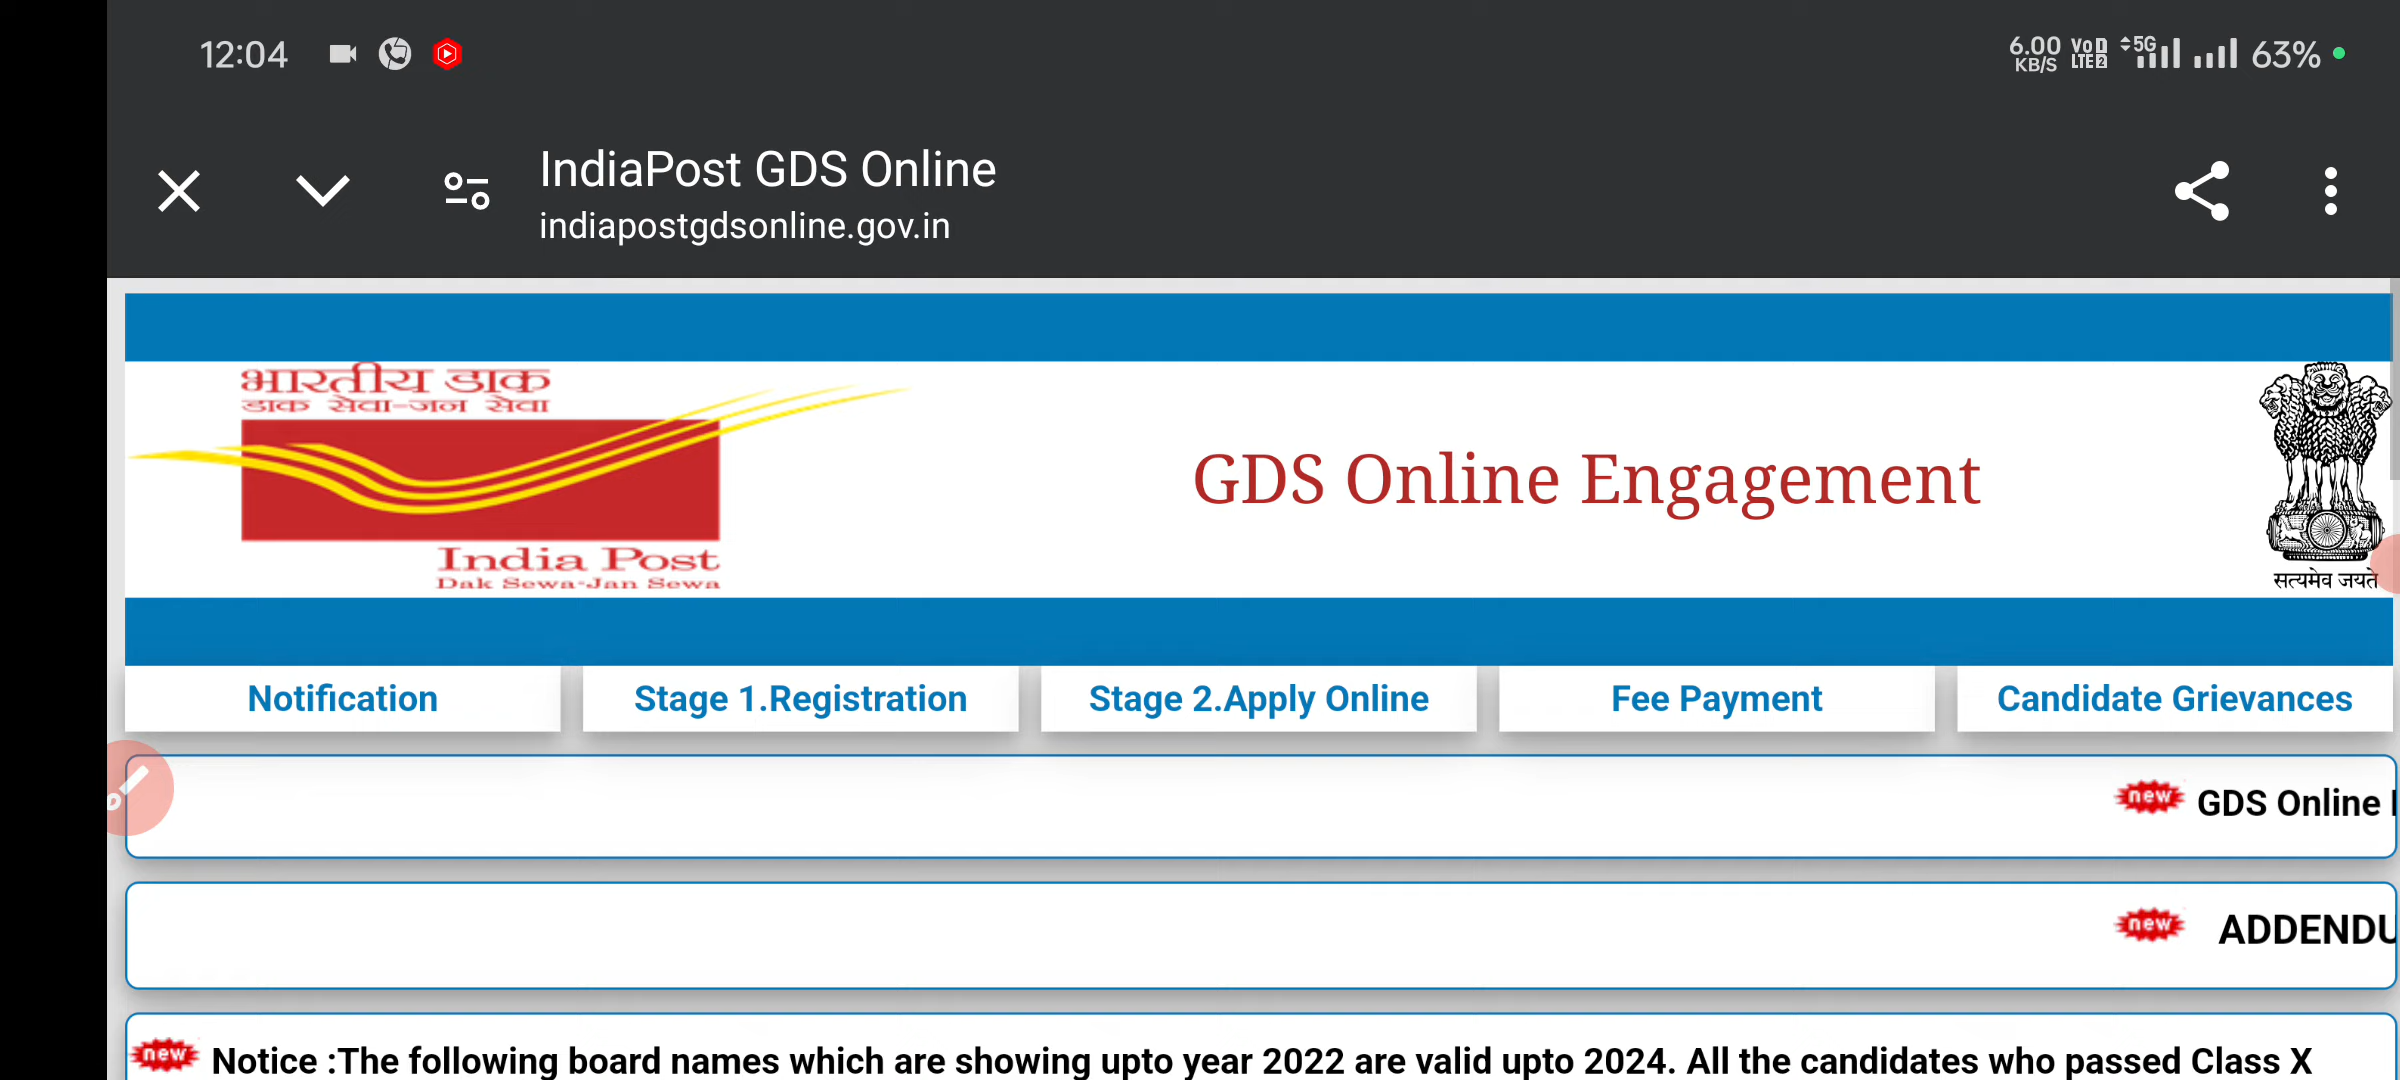 12:04
6.00 KB/S VoD LTE2 5G 63%
IndiaPost GDS Online
indiapostgdsonline.gov.in
भारतीय डाक
डाक सेवा-जन सेवा
India Post
Dak Sewa-Jan Sewa
GDS Online Engagement
सत्यमेव जयते
Notification
Stage 1.Registration
Stage 2.Apply Online
Fee Payment
Candidate Grievances
new GDS Online
new ADDENDU
new Notice :The following board names which are showing upto year 2022 are valid upto 2024. All the candidates who passed Class X